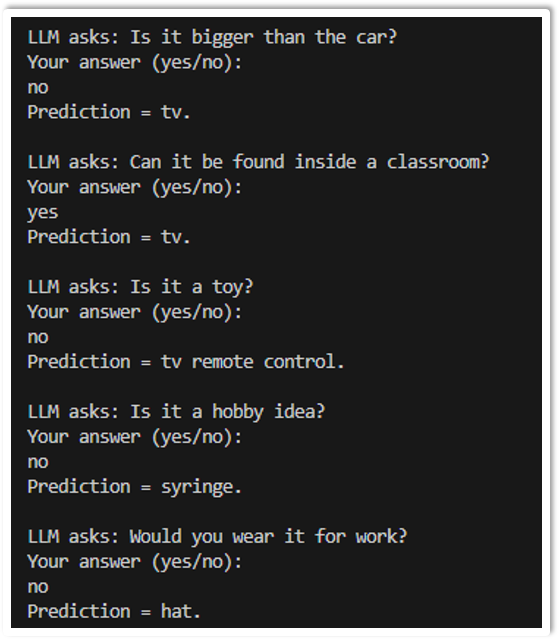 LLM asks: Is it bigger than the car?
Your answer (yes/no):
no
Prediction = tv.
LLM asks: Can it be found inside a classroom?
Your answer (yes/no):
yes
Prediction = tv.
LLM asks: Is it a toy?
Your answer (yes/no):
no
Prediction = tv remote control.
LLM asks: Is it a hobby idea?
Your answer (yes/no):
no
Prediction = syringe.
LLM asks: Would you wear it for work?
Your answer (yes/no):
no
Prediction = hat.